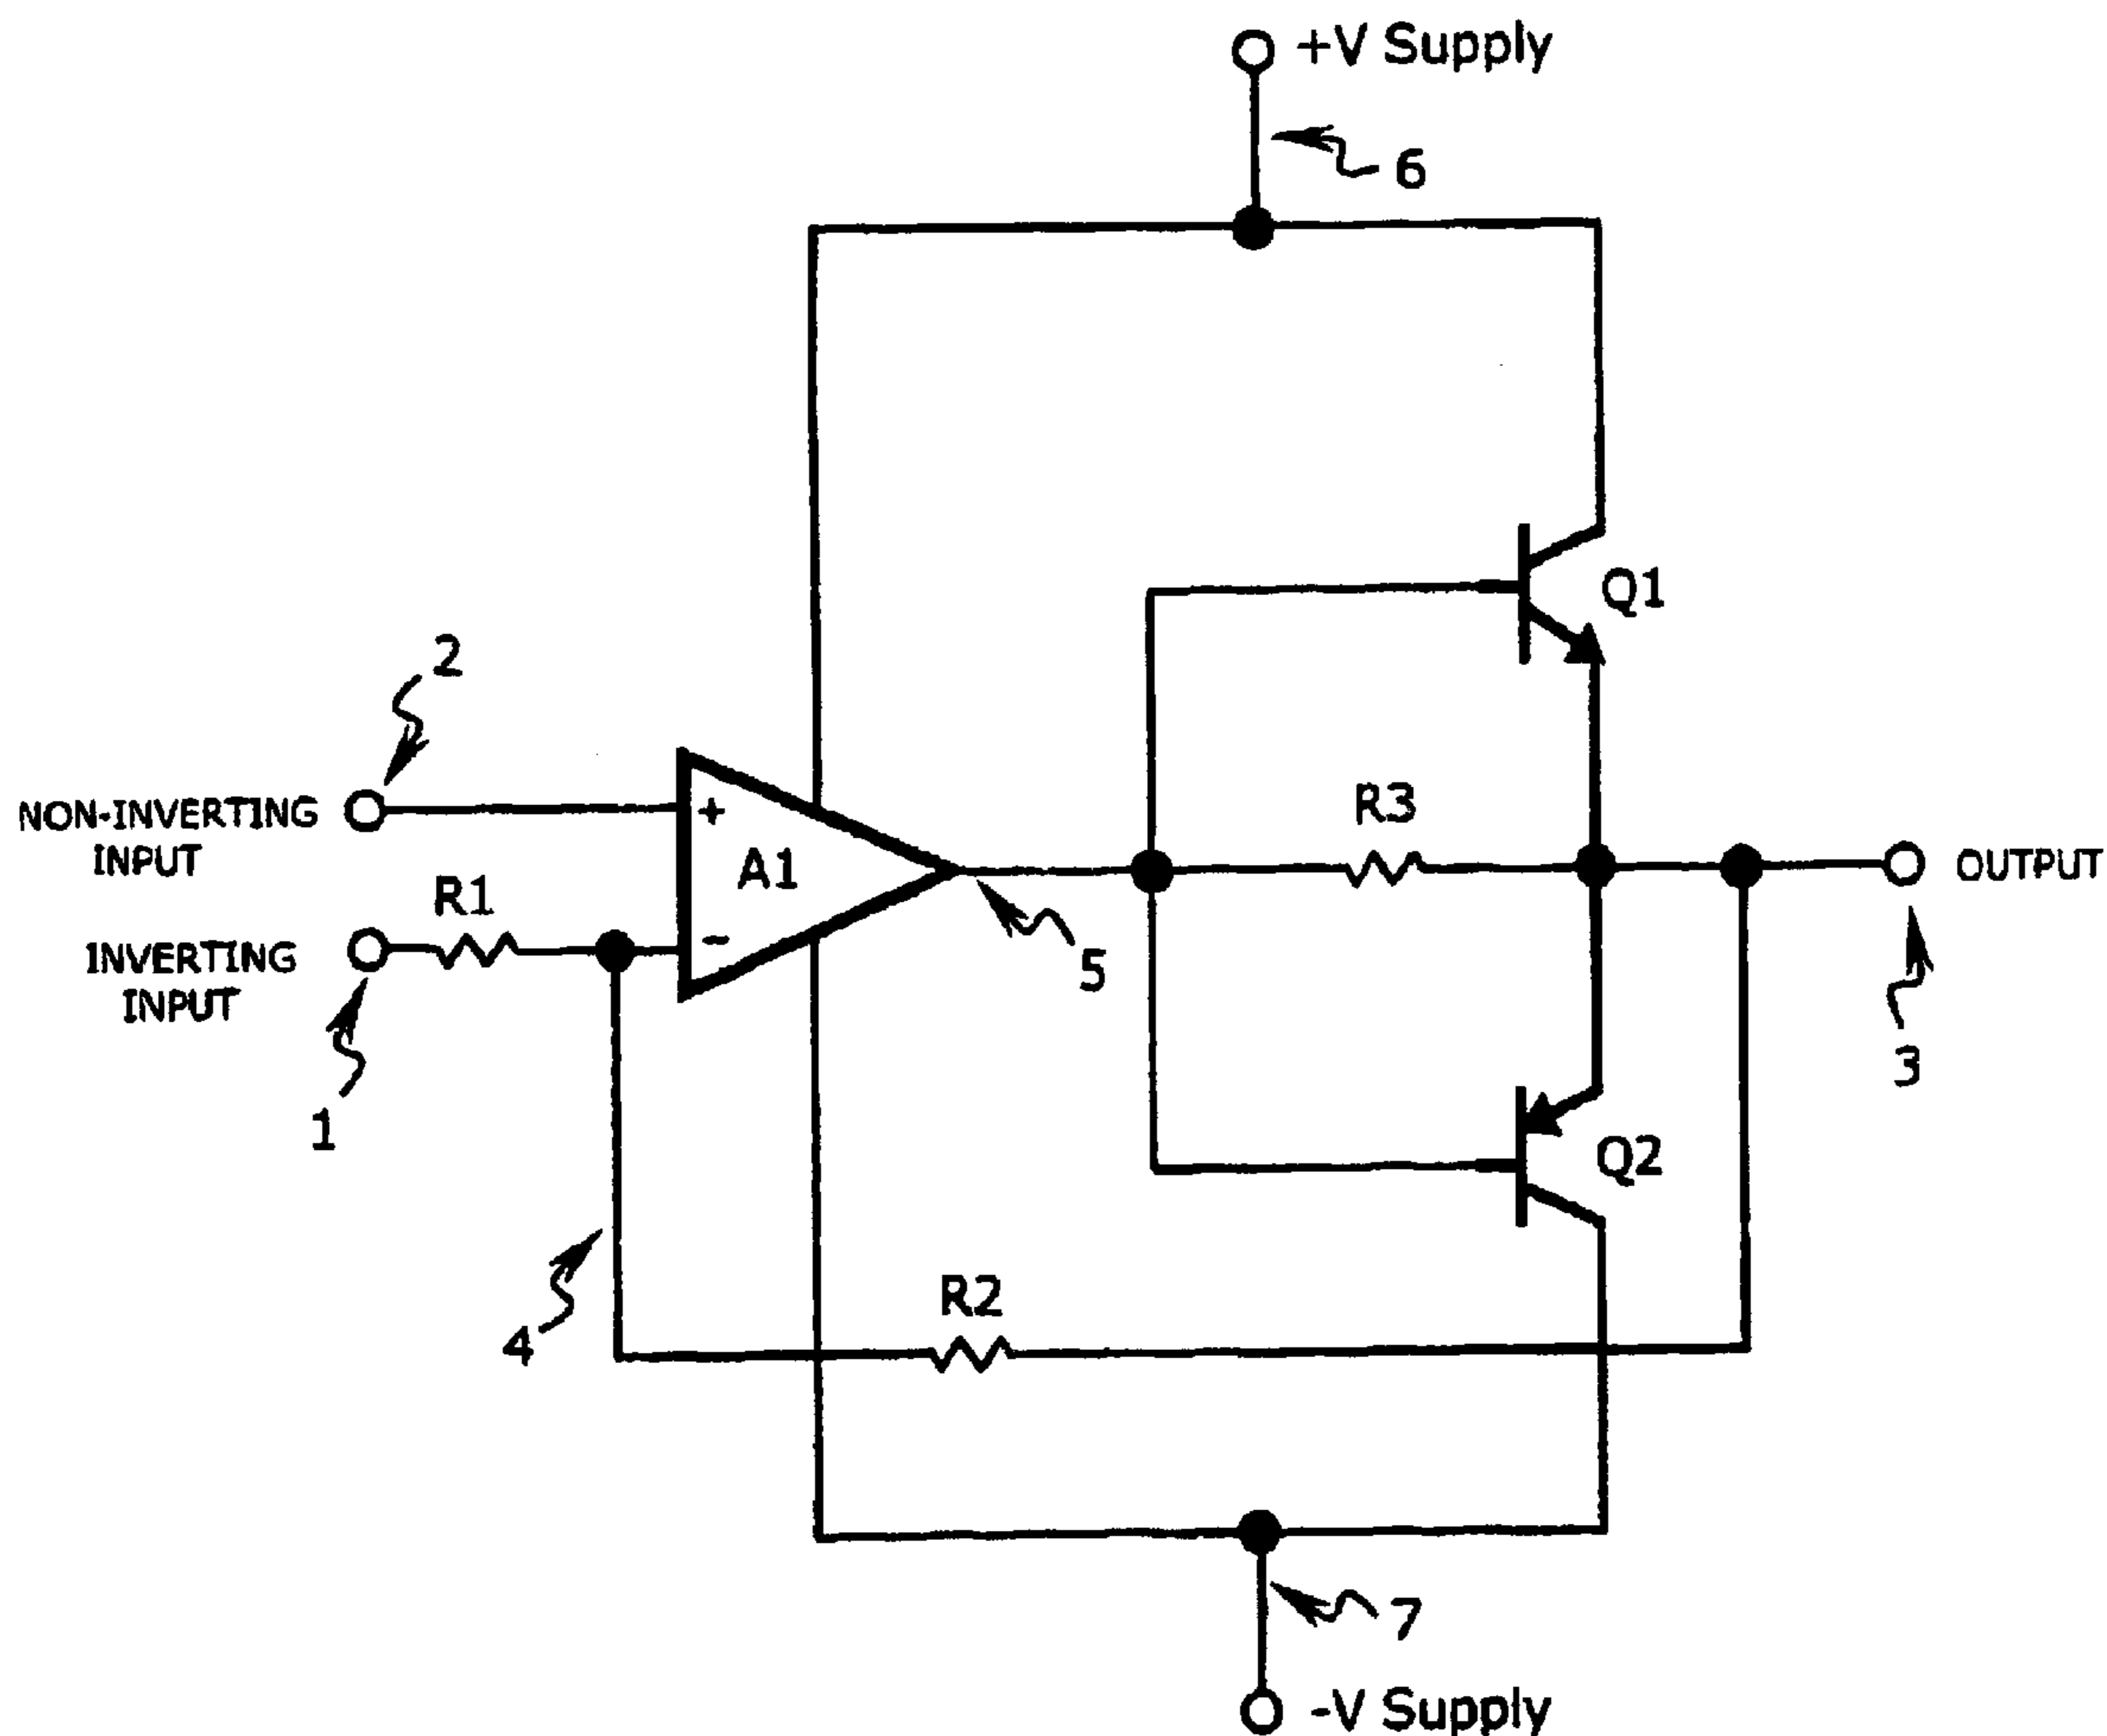 +V Supply
6
Q1
2
NON-INVERTING
INPUT
+
A1
R3
OUTPUT
R1
-
INVERTING
INPUT
5
3
1
Q2
4
R2
7
-V Supply